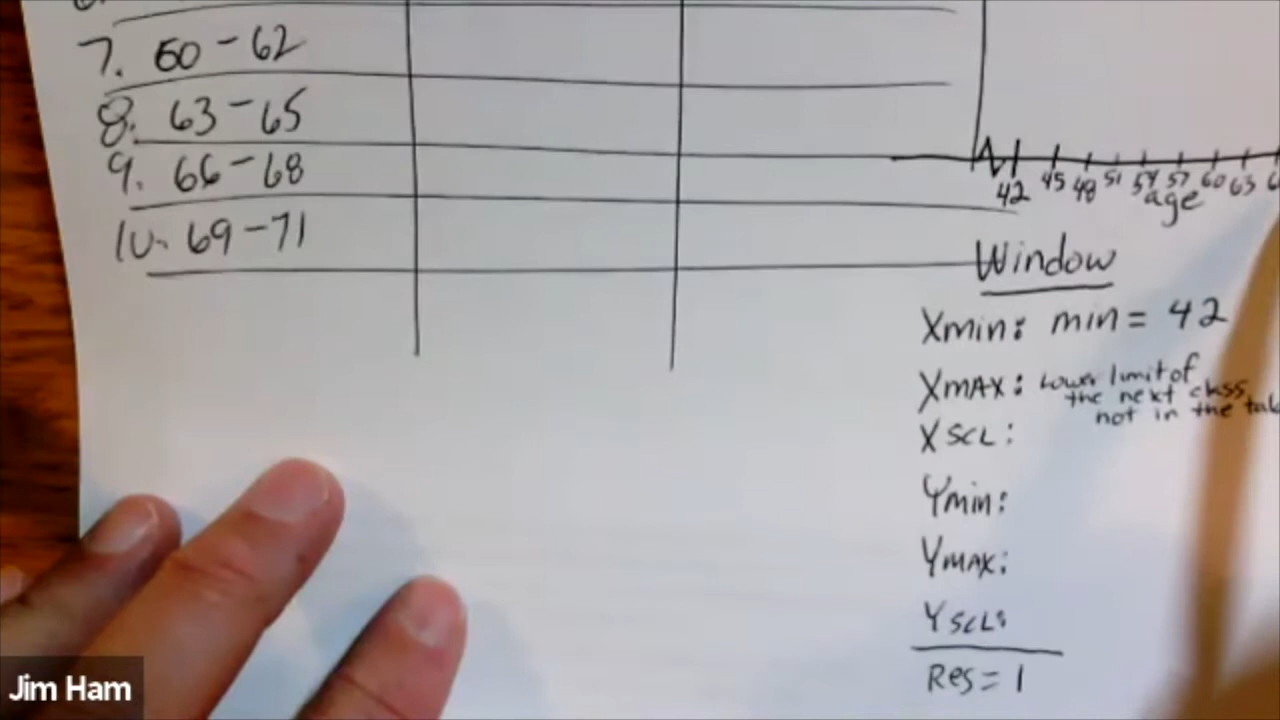 7. 60 - 62
8. 63 - 65
9. 66 - 68
10. 69 - 71
42 45 48 51 54 57 60 63
age
Window
Xmin: min = 42
XMAX: Lower limit of
the next class
not in the
XSCL:
Ymin:
YMAX:
YSCL:
Res = 1
Jim Ham